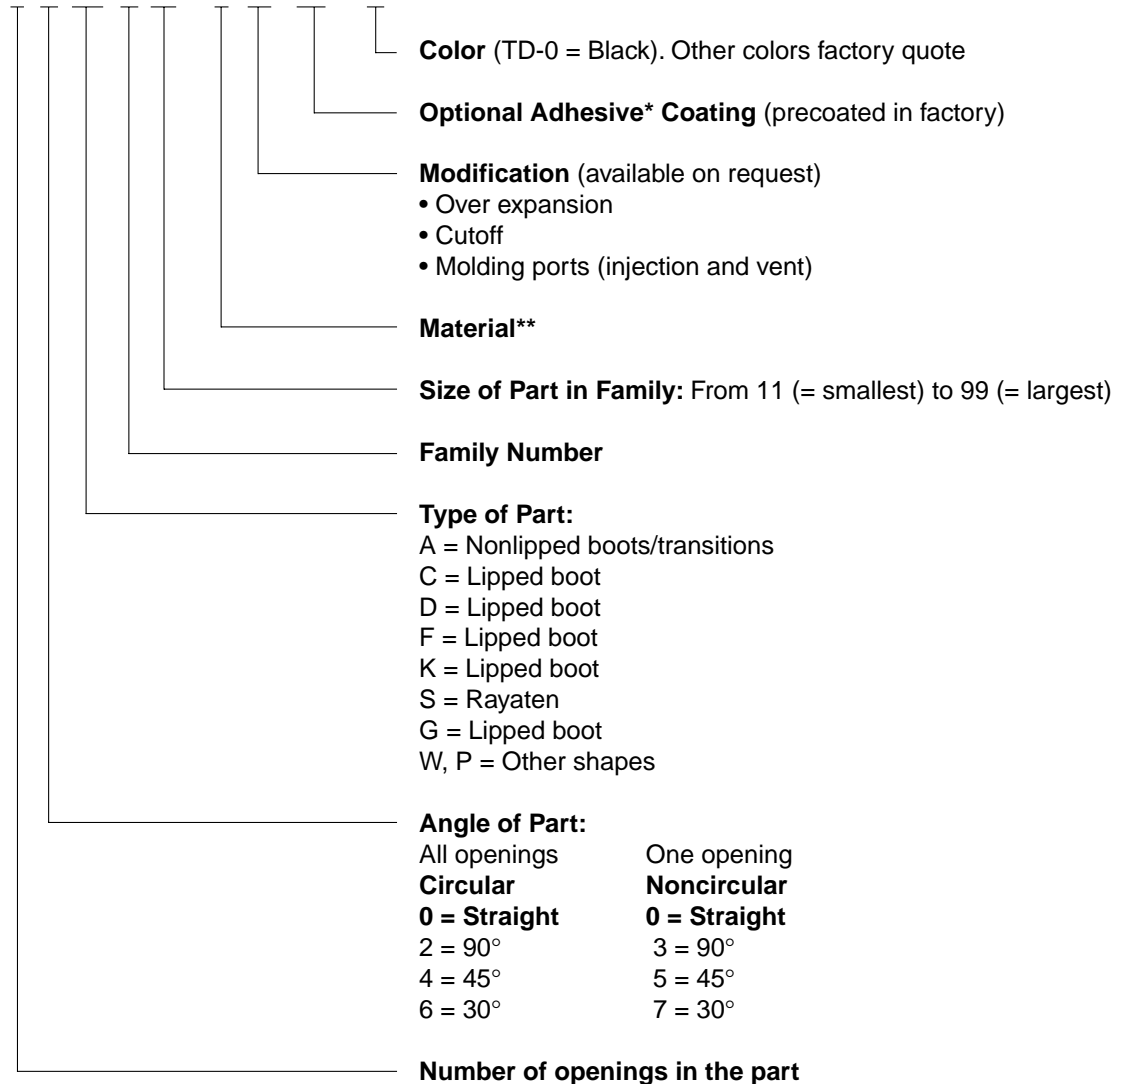 Color (TD-0 = Black). Other colors factory quote
Optional Adhesive* Coating (precoated in factory)
Modification (available on request)
• Over expansion
• Cutoff
• Molding ports (injection and vent)
Material**
Size of Part in Family: From 11 (= smallest) to 99 (= largest)
Family Number
Type of Part:
A = Nonlipped boots/transitions
C = Lipped boot
D = Lipped boot
F = Lipped boot
K = Lipped boot
S = Rayaten
G = Lipped boot
W, P = Other shapes
Angle of Part:
All openings One opening
Circular Noncircular
0 = Straight 0 = Straight
2 = 90° 3 = 90°
4 = 45° 5 = 45°
6 = 30° 7 = 30°
Number of openings in the part